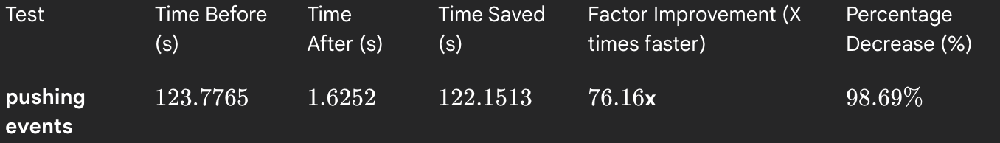 Test Time Before Time Time Saved Factor Improvement (X Percentage
(s) After (s) (s) times faster) Decrease (%)
pushing 123.7765 1.6252 122.1513 76.16x 98.69%
events